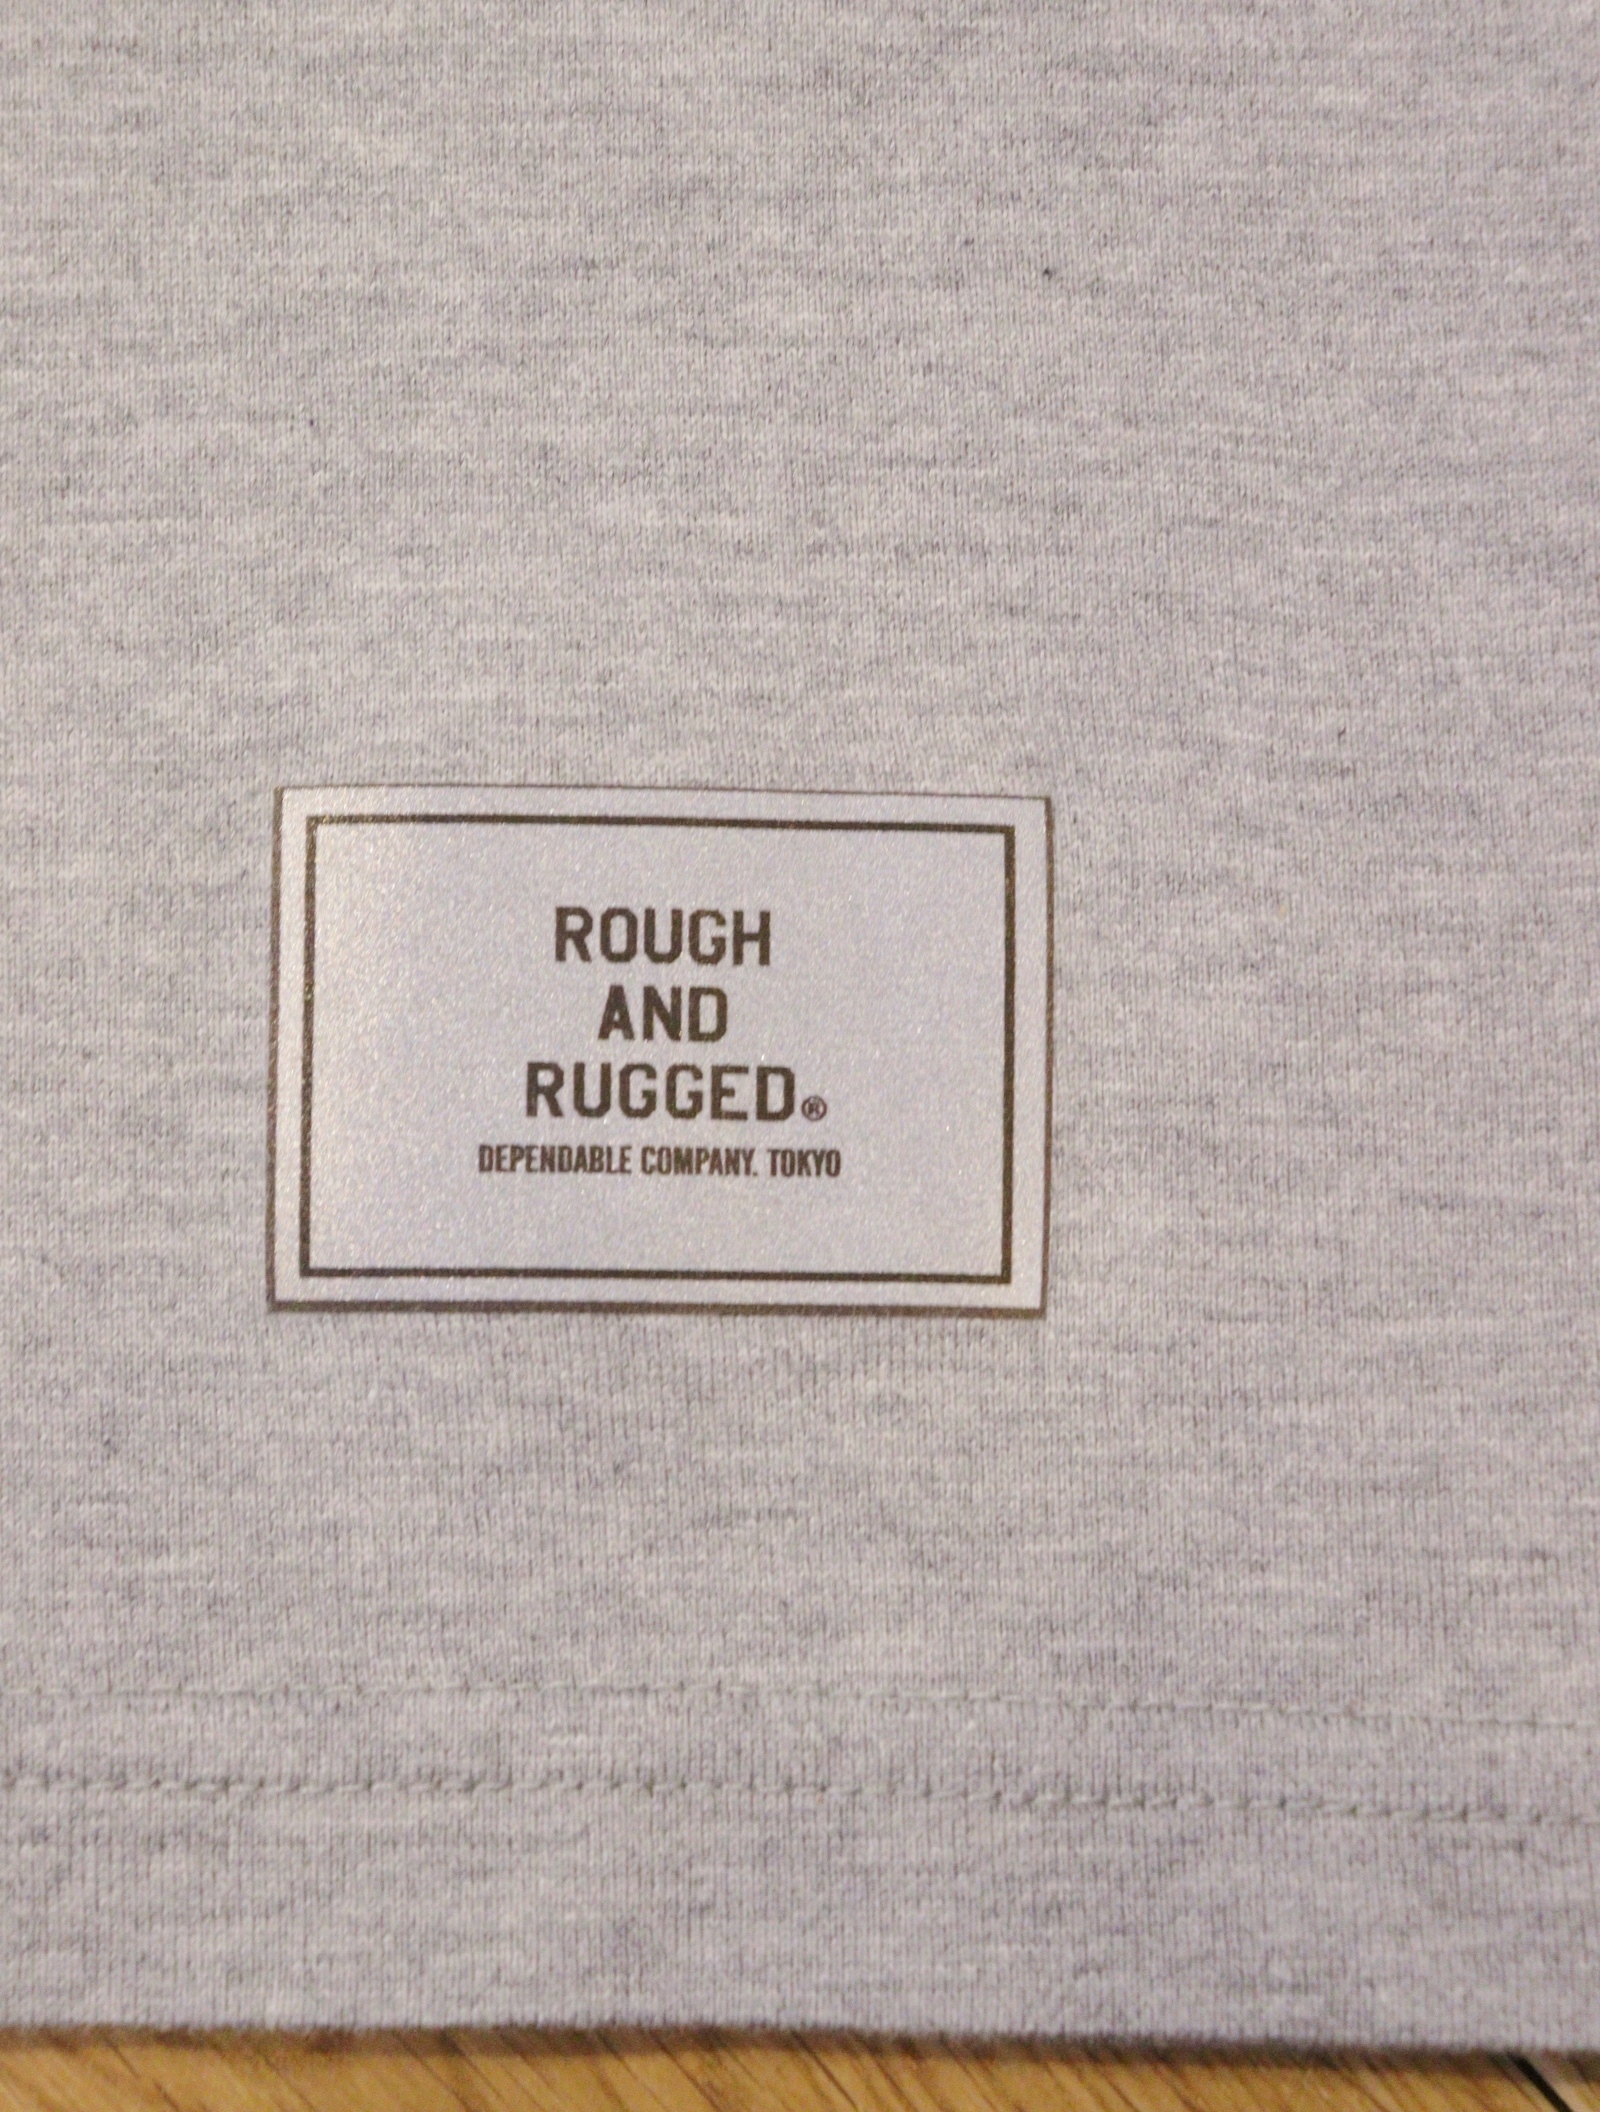 ROUGH
AND
RUGGED®
DEPENDABLE COMPANY. TOKYO